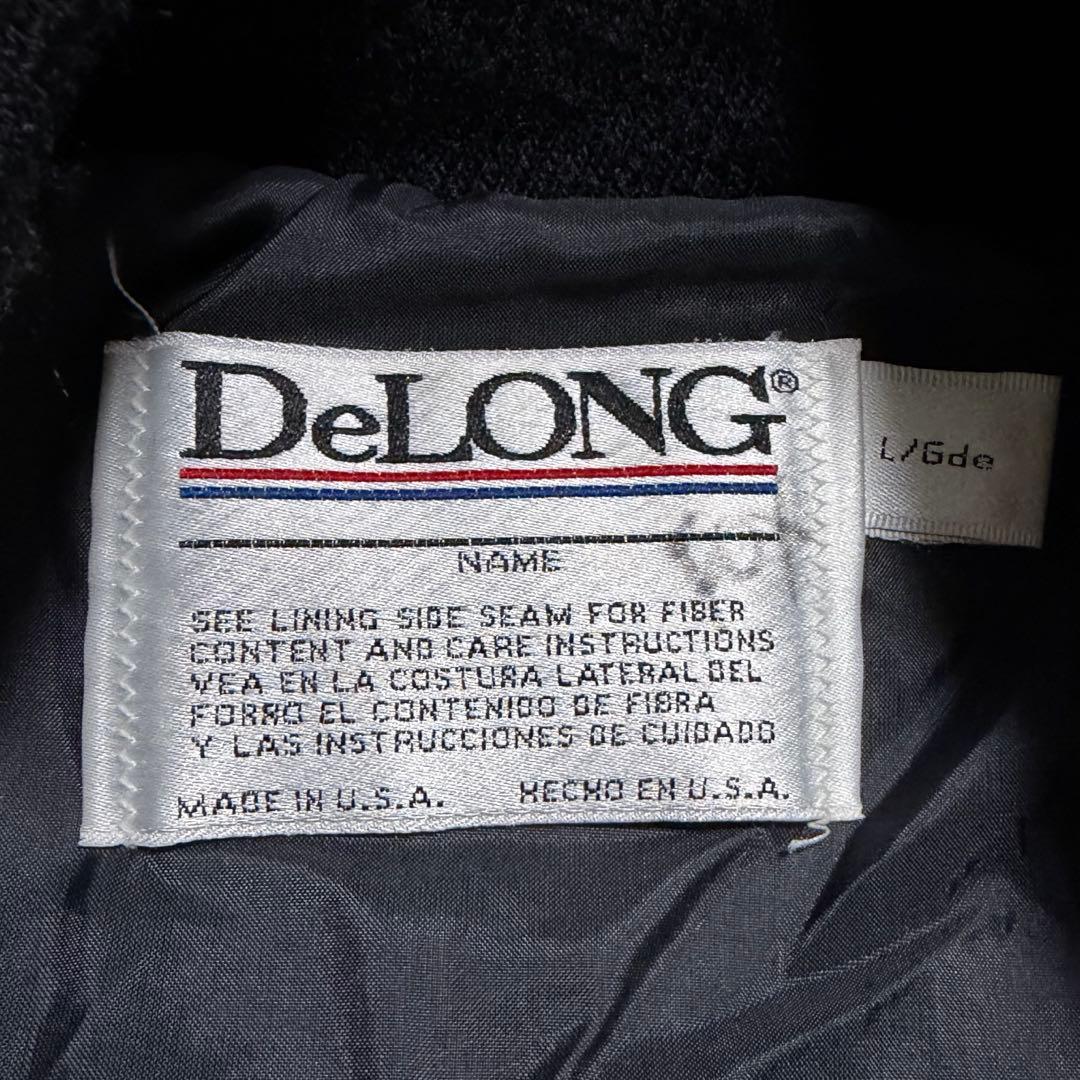 DeLONG®
L/Gde
NAME
SEE LINING SIDE SEAM FOR FIBER
CONTENT AND CARE INSTRUCTIONS
VEA EN LA COSTURA LATERAL DEL
FORRO EL CONTENIDO DE FIBRA
Y LAS INSTRUCCIONES DE CUIDADO
MADE IN U.S.A. HECHO EN U.S.A.